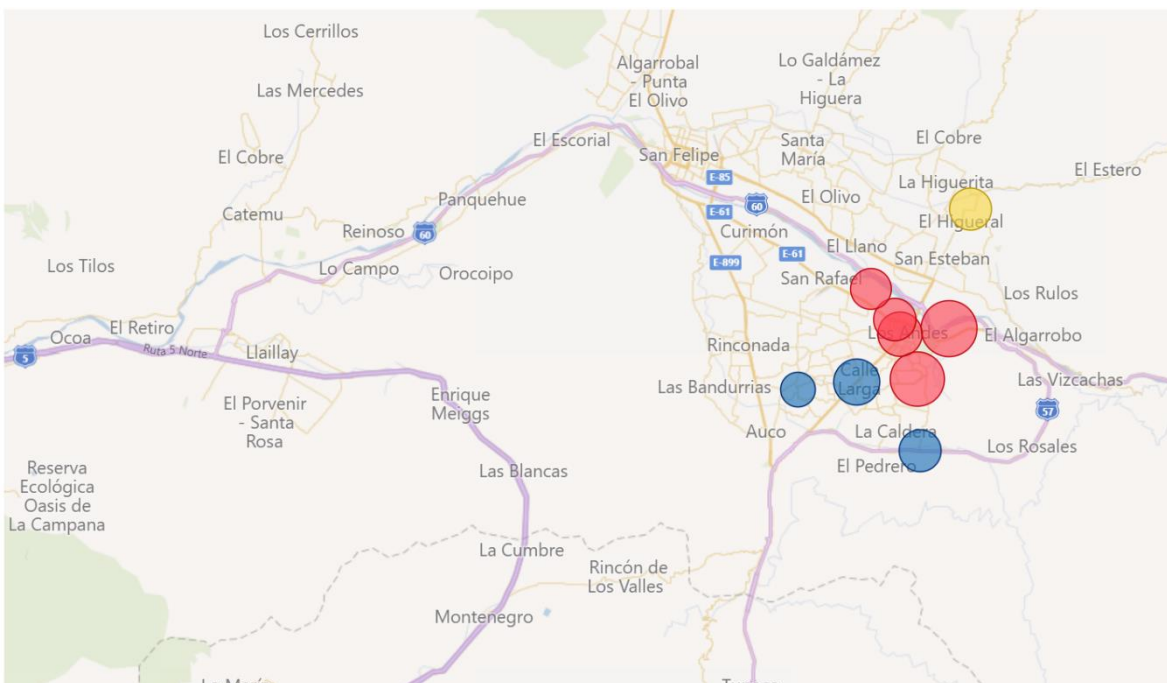 Los Cerrillos
Algarrobal
- Punta
El Olivo
Lo Galdámez
- La
Higuera
Las Mercedes
El Escorial
San Felipe
Santa
María
El Cobre
El Cobre
El Estero
E-85
La Higuerita
Panquehue
El Olivo
60
E-61
Catemu
El Higueral
Reinoso
60
Curimón
El Llano
E-61
San Esteban
Los Tilos
Lo Campo
Orocoipo
E-899
San Rafael
Los Rulos
El Retiro
Ocoa
5
Ruta 5 Norte
Llaillay
Los Andes
El Algarrobo
Rinconada
Calle
Larga
Las Bandurrias
Las Vizcachas
Enrique
Meiggs
El Porvenir
- Santa
Rosa
57
Auco
La Caldera
Los Rosales
El Pedrero
Reserva
Ecológica
Oasis de
La Campana
Las Blancas
La Cumbre
Rincón de
Los Valles
Montenegro